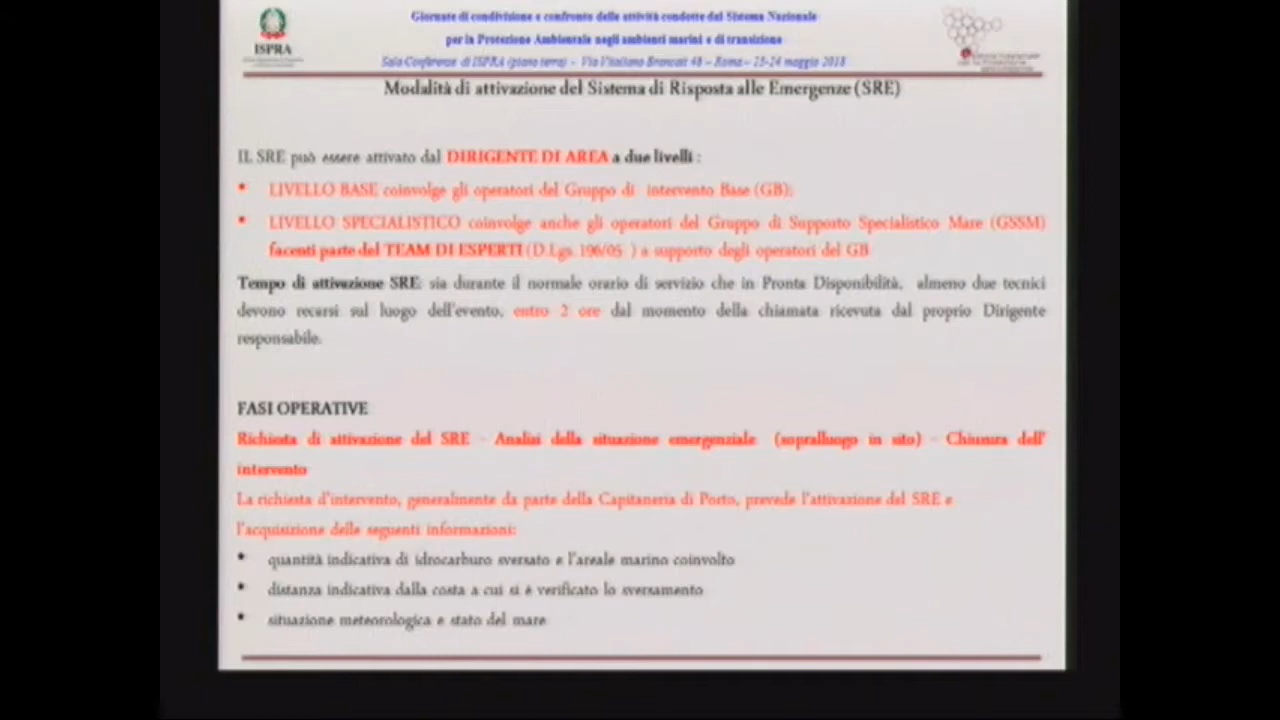 Giornate di condivisione e confronto delle attività condotte dal Sistema Nazionale
per la Protezione Ambientale negli ambienti marini e di transizione
Sala Conferenze di ISPRA (piano terra) - Via Vitaliano Brancati 48 – Roma – 23-24 maggio 2018
ISPRA
Modalità di attivazione del Sistema di Risposta alle Emergenze (SRE)
IL SRE può essere attivato dal DIRIGENTE DI AREA a due livelli :
• LIVELLO BASE coinvolge gli operatori del Gruppo di intervento Base (GB);
• LIVELLO SPECIALISTICO coinvolge anche gli operatori del Gruppo di Supporto Specialistico Mare (GSSM)
facenti parte del TEAM DI ESPERTI (D.Lgs. 196/05 ) a supporto degli operatori del GB
Tempo di attivazione SRE: sia durante il normale orario di servizio che in Pronta Disponibilità, almeno due tecnici
devono recarsi sul luogo dell'evento, entro 2 ore dal momento della chiamata ricevuta dal proprio Dirigente
responsabile.
FASI OPERATIVE
Richiesta di attivazione del SRE - Analisi della situazione emergenziale (sopralluogo in sito) – Chiusura dell'
intervento
La richiesta d'intervento, generalmente da parte della Capitaneria di Porto, prevede l'attivazione del SRE e
l'acquisizione delle seguenti informazioni:
• quantità indicativa di idrocarburo sversato e l'areale marino coinvolto
• distanza indicativa dalla costa a cui si è verificato lo sversamento
• situazione meteorologica e stato del mare